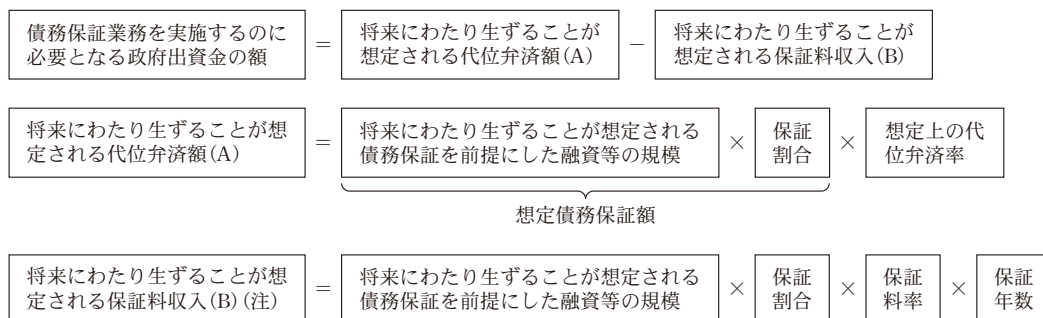 債務保証業務を実施するのに
必要となる政府出資金の額
=
将来にわたり生ずることが
想定される代位弁済額(A)
−
将来にわたり生ずることが
想定される保証料収入(B)
将来にわたり生ずることが想
定される代位弁済額(A)
=
将来にわたり生ずることが想定される
債務保証を前提にした融資等の規模
×
保証
割合
×
想定上の代
位弁済率
想定債務保証額
将来にわたり生ずることが想
定される保証料収入(B)(注)
=
将来にわたり生ずることが想定される
債務保証を前提にした融資等の規模
×
保証
割合
×
保証
料率
×
保証
年数